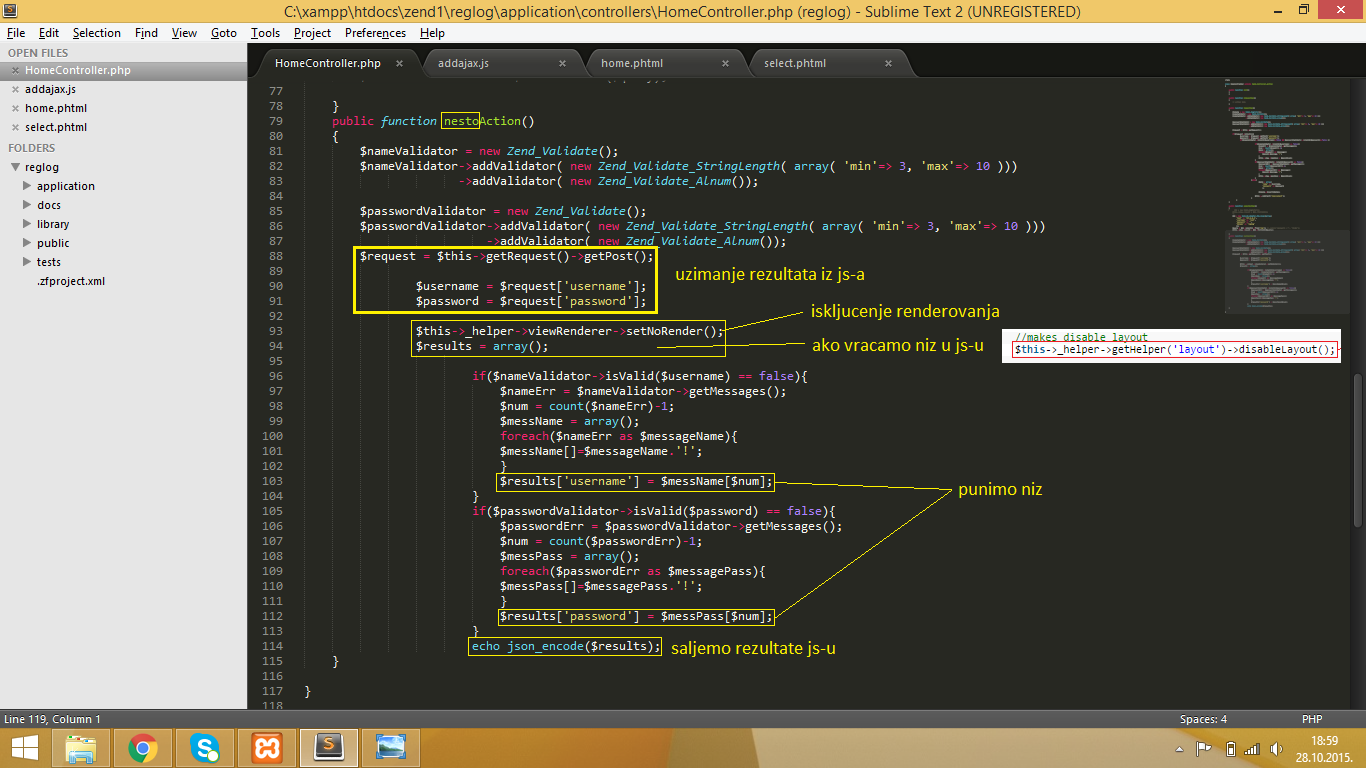 C:\xampp\htdocs\zend1\reglog\application\controllers\HomeController.php (reglog) - Sublime Text 2 (UNREGISTERED)
File Edit Selection Find View Goto Tools Project Preferences Help
OPEN FILES
HomeController.php
addajax.js
home.phtml
select.phtml
FOLDERS
reglog
application
docs
library
public
tests
.zfproject.xml
HomeController.php addajax.js home.phtml select.phtml
77
78 }
79 public function nestoAction()
80 {
81 $nameValidator = new Zend_Validate();
82 $nameValidator->addValidator( new Zend_Validate_StringLength( array( 'min'=> 3, 'max'=> 10 )))
83 ->addValidator( new Zend_Validate_Alnum());
84
85 $passwordValidator = new Zend_Validate();
86 $passwordValidator->addValidator( new Zend_Validate_StringLength( array( 'min'=> 3, 'max'=> 10 )))
87 ->addValidator( new Zend_Validate_Alnum());
88 $request = $this->getRequest()->getPost();
uzimanje rezultata iz js-a
89
90 $username = $request['username'];
91 $password = $request['password'];
iskljucenje renderovanja
92
93 $this->_helper->viewRenderer->setNoRender();
94 $results = array();
ako vracamo niz u js-u
//makes disable layout
$this->_helper->getHelper('layout')->disableLayout();
95
96 if($nameValidator->isValid($username) == false){
97 $nameErr = $nameValidator->getMessages();
98 $num = count($nameErr)-1;
99 $messName = array();
100 foreach($nameErr as $messageName){
101 $messName[]=$messageName.'!';
102 }
103 $results['username'] = $messName[$num];
punimo niz
104 }
105 if($passwordValidator->isValid($password) == false){
106 $passwordErr = $passwordValidator->getMessages();
107 $num = count($passwordErr)-1;
108 $messPass = array();
109 foreach($passwordErr as $messagePass){
110 $messPass[]=$messagePass.'!';
111 }
112 $results['password'] = $messPass[$num];
113 }
114 echo json_encode($results);
saljemo rezultate js-u
115 }
116
117 }
118
Line 119, Column 1 Spaces: 4 PHP
18:59
28.10.2015.